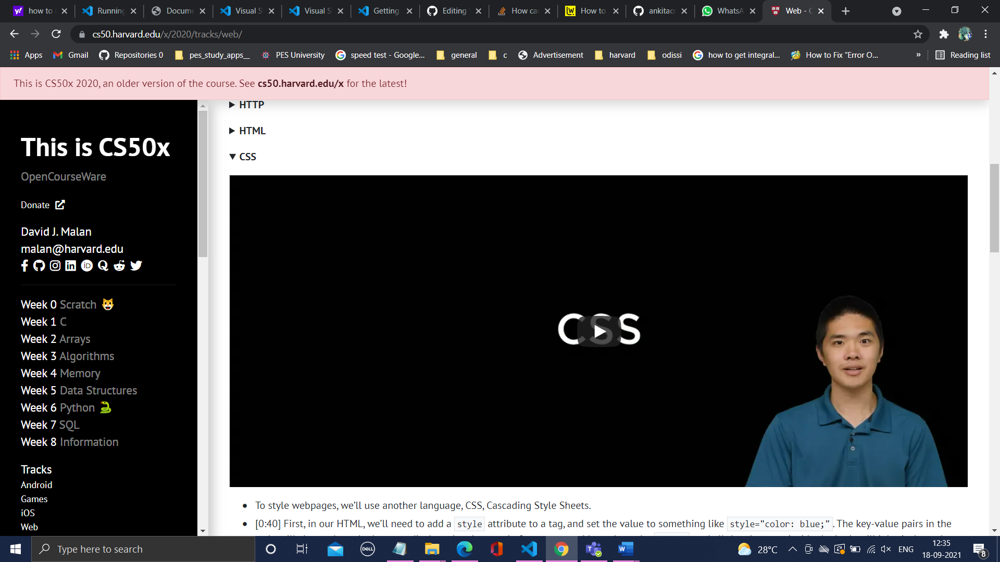 how to
Running
Docume
Visual S
Visual S
Getting
Editing
How ca
How to
ankitac
WhatsA
Web - C
cs50.harvard.edu/x/2020/tracks/web/
Apps
Gmail
Repositories 0
pes_study_apps__
PES University
speed test - Google...
general
c
Advertisement
harvard
odissi
how to get integral...
How to Fix “Error O...
»
Reading list
This is CS50x 2020, an older version of the course. See cs50.harvard.edu/x for the latest!
This is CS50x
OpenCourseWare
Donate
David J. Malan
malan@harvard.edu
Week 0 Scratch
Week 1 C
Week 2 Arrays
Week 3 Algorithms
Week 4 Memory
Week 5 Data Structures
Week 6 Python
Week 7 SQL
Week 8 Information
Tracks
Android
Games
iOS
Web
HTTP
HTML
CSS
CSS
To style webpages, we’ll use another language, CSS, Cascading Style Sheets.
[0:40] First, in our HTML, we’ll need to add a style attribute to a tag, and set the value to something like style="color: blue;". The key-value pairs in the
Type here to search
DELL
28°C
ENG
12:35
18-09-2021
8